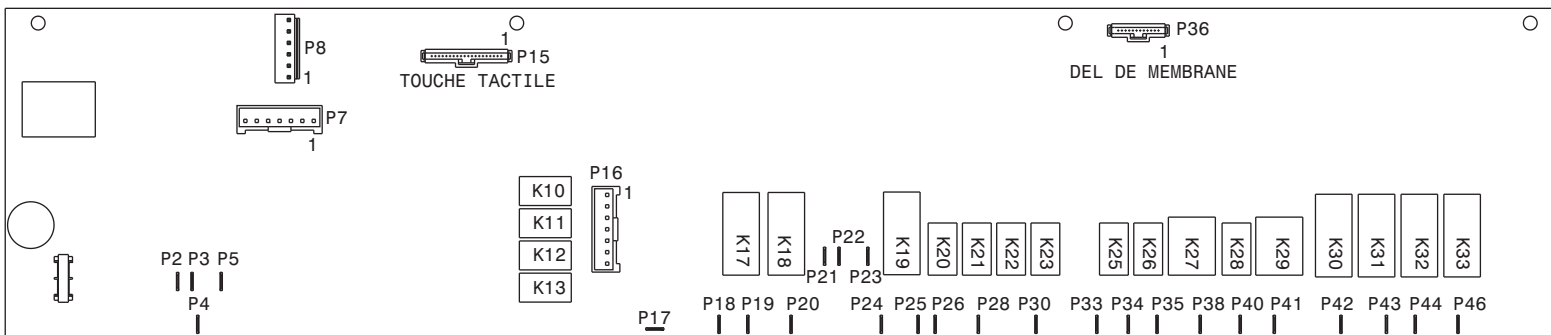 P8
1
1
P15
TOUCHE TACTILE
P36
1
DEL DE MEMBRANE
P7
1
P16
1
K10
K11
K12
K13
K17
K18
P22
P21
P23
K19
K20
K21
K22
K23
K25
K26
K27
K28
K29
K30
K31
K32
K33
P2 P3 P5
P4
P17
P18 P19 P20 P24 P25 P26 P28 P30 P33 P34 P35 P38 P40 P41 P42 P43 P44 P46